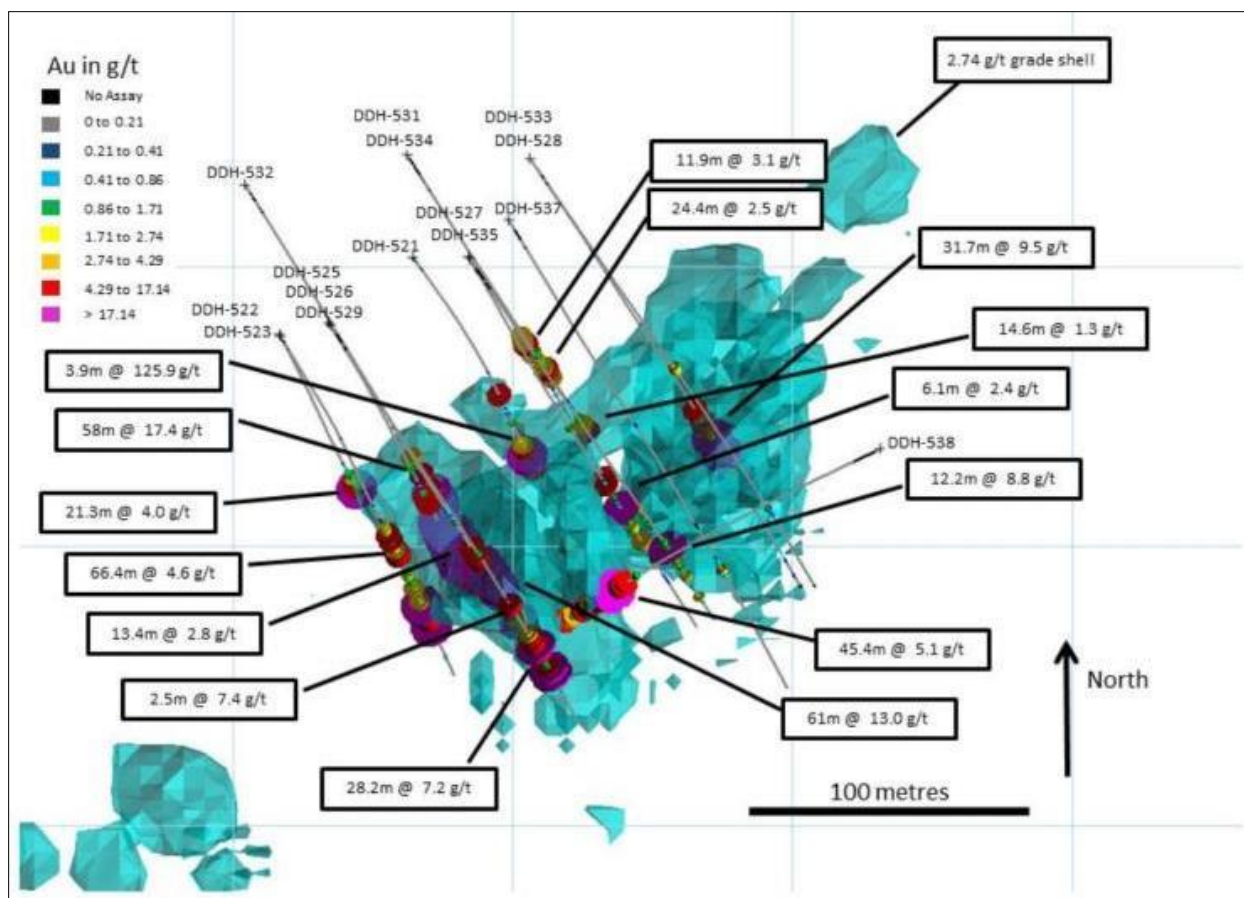 Au in g/t
No Assay
0 to 0.21
0.21 to 0.41
0.41 to 0.86
0.86 to 1.71
1.71 to 2.74
2.74 to 4.29
4.29 to 17.14
> 17.14
2.74 g/t grade shell
DDH-531
DDH-534
DDH-533
DDH-528
DDH-532
DDH-527
DDH-535
DDH-537
DDH-521
DDH-525
DDH-526
DDH-529
DDH-522
DDH-523
11.9m @ 3.1 g/t
24.4m @ 2.5 g/t
31.7m @ 9.5 g/t
14.6m @ 1.3 g/t
6.1m @ 2.4 g/t
DDH-538
12.2m @ 8.8 g/t
3.9m @ 125.9 g/t
58m @ 17.4 g/t
21.3m @ 4.0 g/t
66.4m @ 4.6 g/t
13.4m @ 2.8 g/t
2.5m @ 7.4 g/t
28.2m @ 7.2 g/t
45.4m @ 5.1 g/t
61m @ 13.0 g/t
North
100 metres